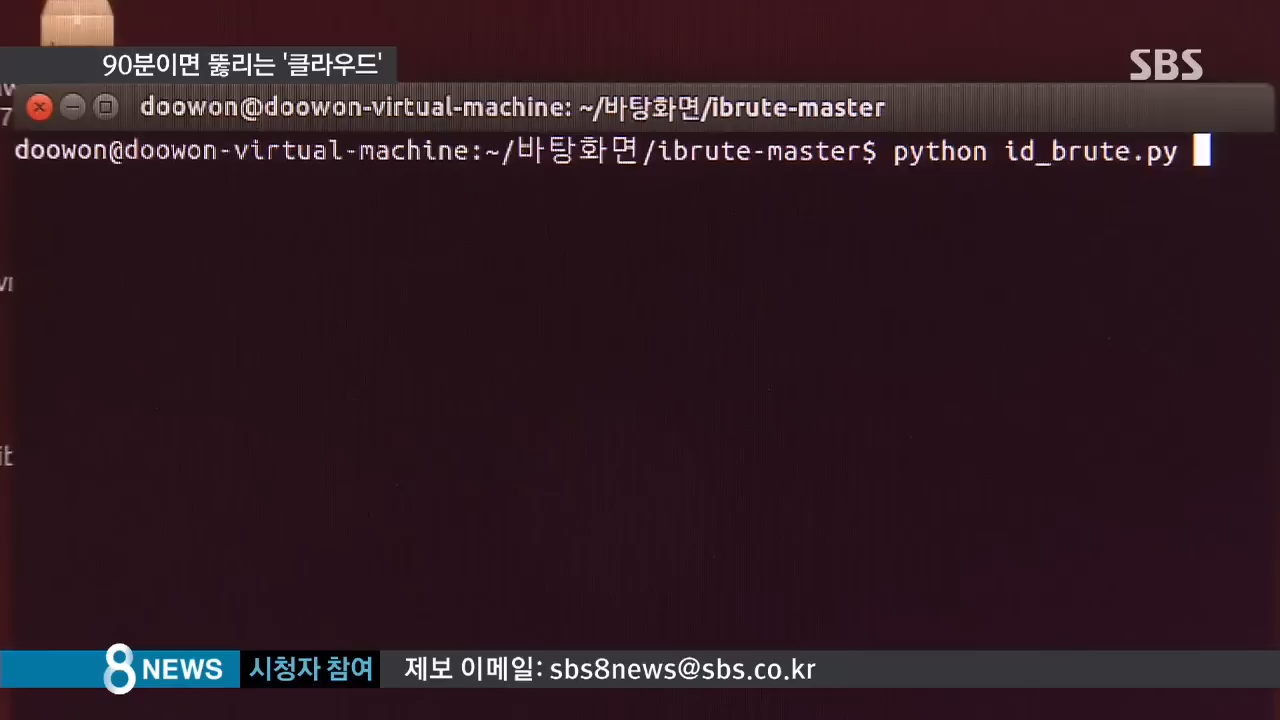 90분이면 뚫리는 '클라우드'
SBS
doowon@doowon-virtual-machine: ~/바탕화면/ibrute-master
doowon@doowon-virtual-machine:~/바탕화면/ibrute-master$ python id_brute.py
8 NEWS 시청자 참여 제보 이메일: sbs8news@sbs.co.kr